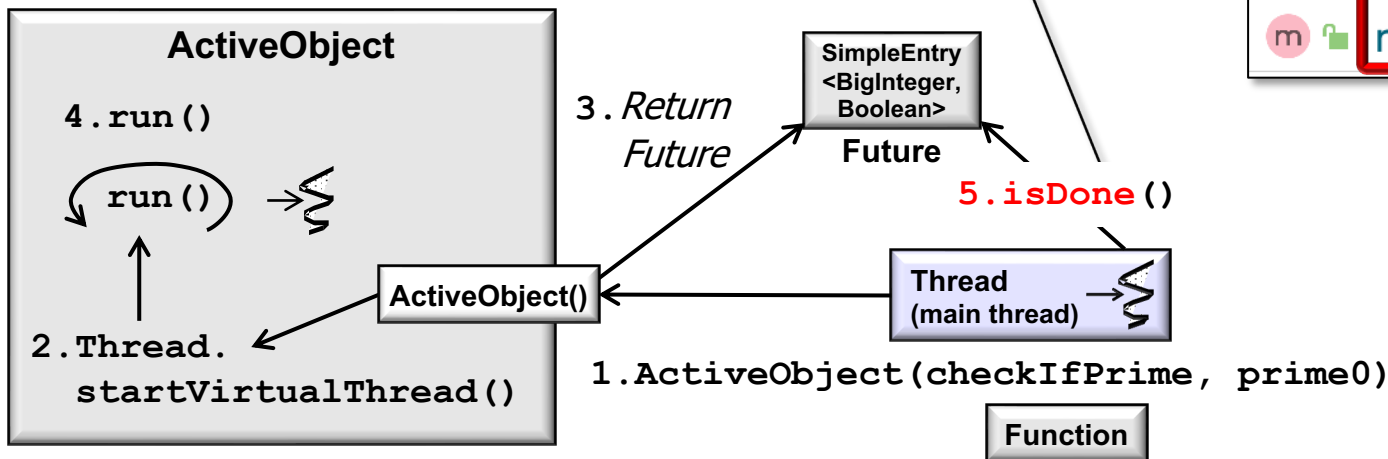 ActiveObject
4.run()
run()
2.Thread.
startVirtualThread()
ActiveObject()
3.Return
Future
SimpleEntry
<BigInteger,
Boolean>
Future
5.isDone()
Thread
(main thread)
1.ActiveObject(checkIfPrime, prime0)
Function
m